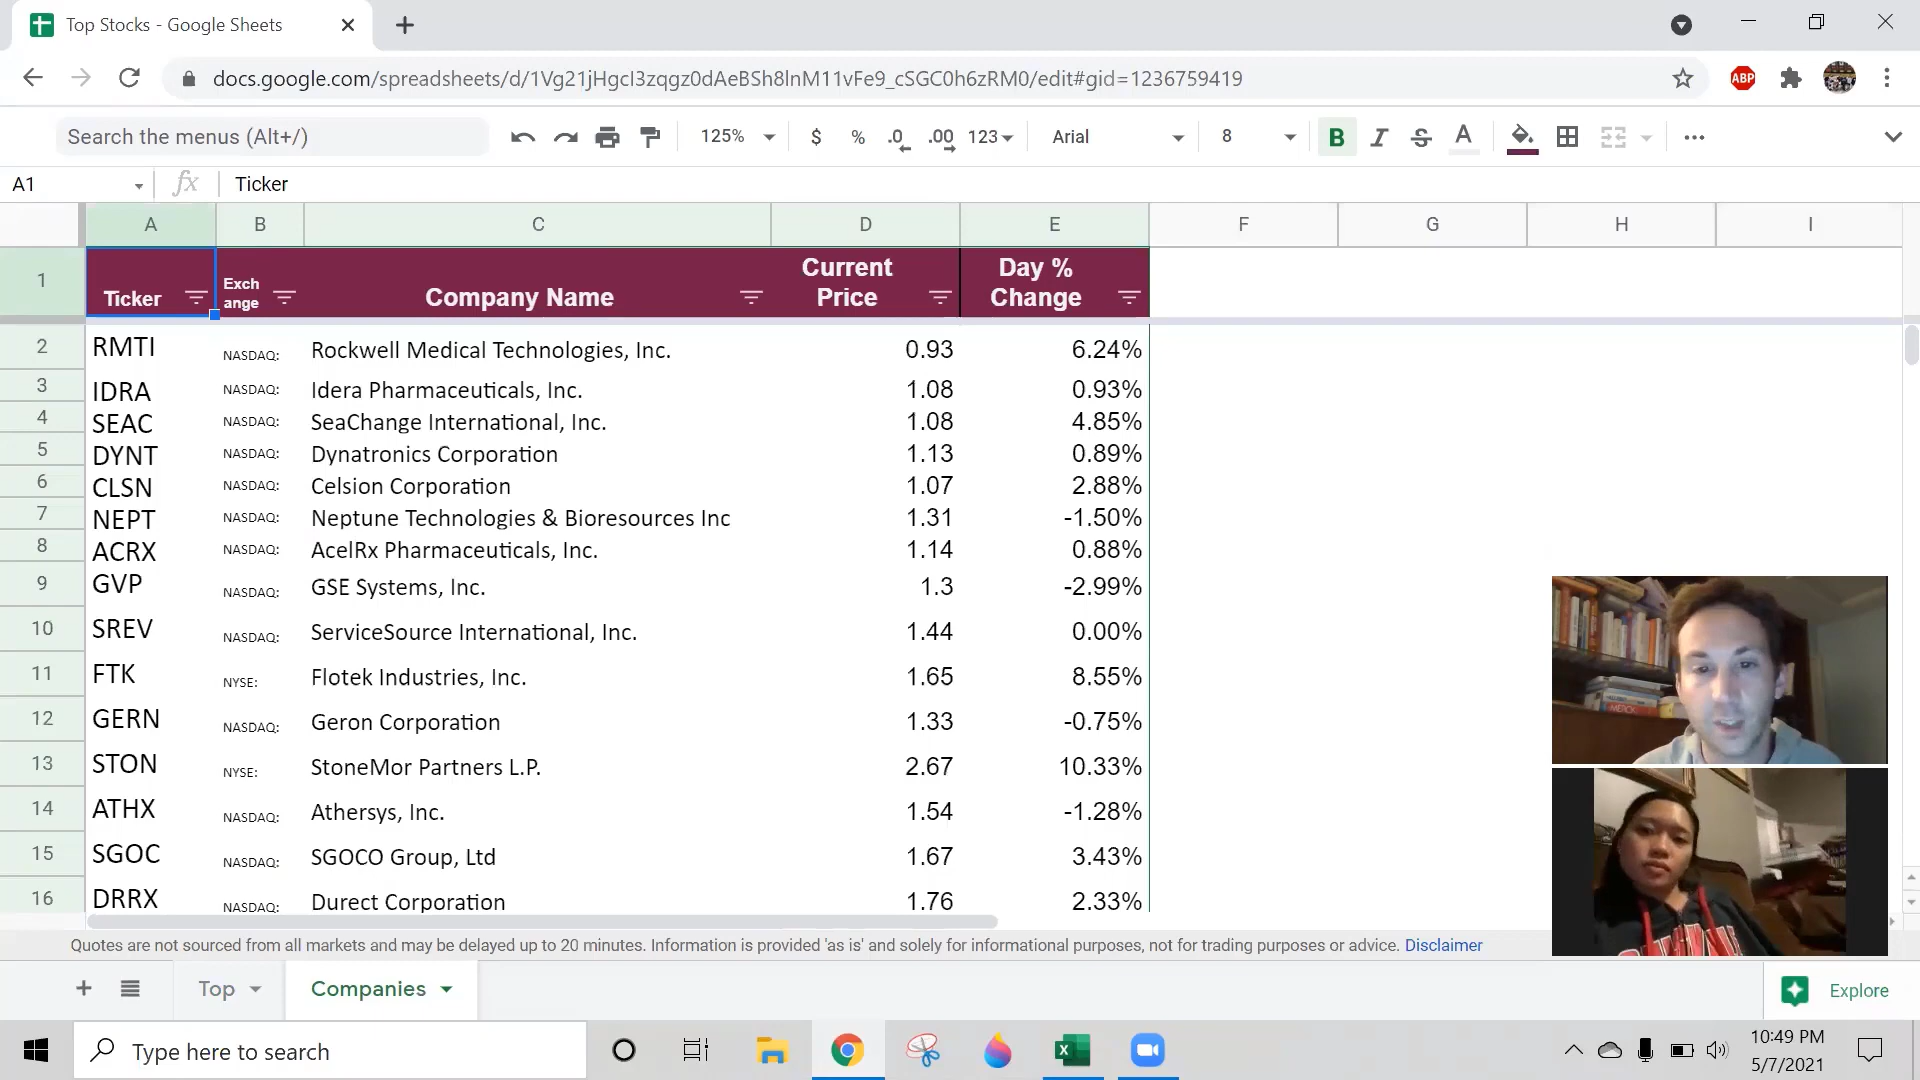 Top Stocks - Google Sheets
docs.google.com/spreadsheets/d/1Vg21jHgcI3zqgz0dAeBSh8lnM11vFe9_cSGC0h6zRM0/edit#gid=1236759419
ABP
Search the menus (Alt+/)
125% $ % .0 .00 123 Arial 8 B I S A
A1 fx Ticker
A B C D E F G H I
1 Ticker Exch ange Company Name Current Price Day % Change
2 RMTI NASDAQ: Rockwell Medical Technologies, Inc. 0.93 6.24%
3 IDRA NASDAQ: Idera Pharmaceuticals, Inc. 1.08 0.93%
4 SEAC NASDAQ: SeaChange International, Inc. 1.08 4.85%
5 DYNT NASDAQ: Dynatronics Corporation 1.13 0.89%
6 CLSN NASDAQ: Celsion Corporation 1.07 2.88%
7 NEPT NASDAQ: Neptune Technologies & Bioresources Inc 1.31 -1.50%
8 ACRX NASDAQ: AcelRx Pharmaceuticals, Inc. 1.14 0.88%
9 GVP NASDAQ: GSE Systems, Inc. 1.3 -2.99%
10 SREV NASDAQ: ServiceSource International, Inc. 1.44 0.00%
11 FTK NYSE: Flotek Industries, Inc. 1.65 8.55%
12 GERN NASDAQ: Geron Corporation 1.33 -0.75%
13 STON NYSE: StoneMor Partners L.P. 2.67 10.33%
14 ATHX NASDAQ: Athersys, Inc. 1.54 -1.28%
15 SGOC NASDAQ: SGOCO Group, Ltd 1.67 3.43%
16 DRRX NASDAQ: Durect Corporation 1.76 2.33%
MERCK
Quotes are not sourced from all markets and may be delayed up to 20 minutes. Information is provided 'as is' and solely for informational purposes, not for trading purposes or advice. Disclaimer
Top Companies Explore
Type here to search
10:49 PM
5/7/2021